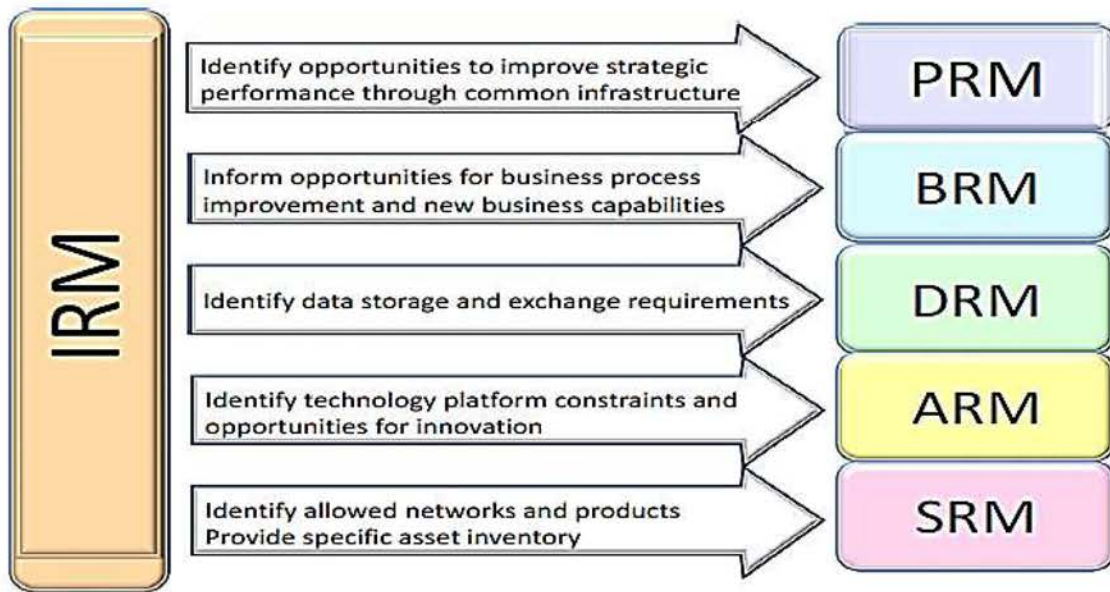 IRM
Identify opportunities to improve strategic
performance through common infrastructure
PRM
Inform opportunities for business process
improvement and new business capabilities
BRM
Identify data storage and exchange requirements
DRM
Identify technology platform constraints and
opportunities for innovation
ARM
Identify allowed networks and products
Provide specific asset inventory
SRM